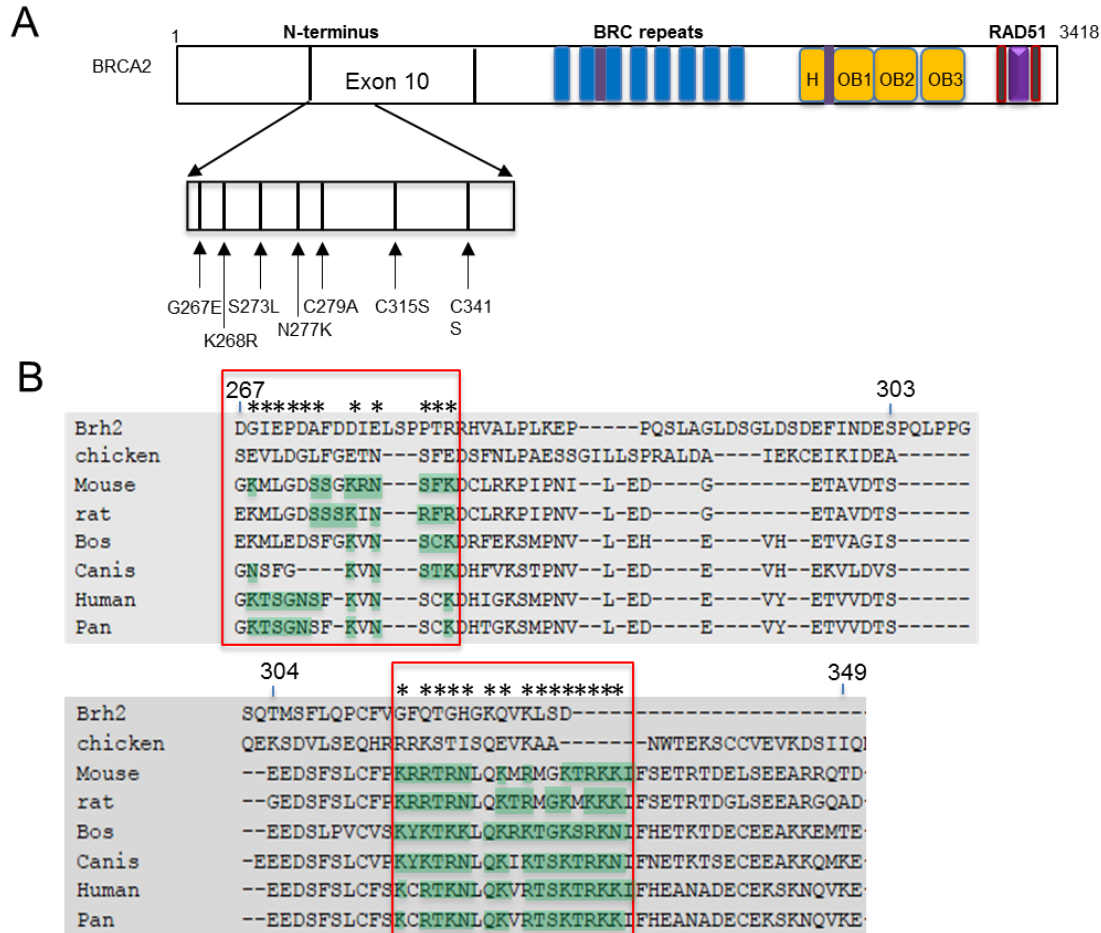 A
1 N-terminus BRC repeats RAD51 3418
BRCA2 Exon 10 H OB1 OB2 OB3
G267E S273L C279A C315S C341
S
K268R N277K
B
267 303
****** * * ***
Brh2 DGIEPDAFDDIELSPPTRRHVALPLKEP-----PQSLAGLDSGLDSDEFINDESPQLPPG
chicken SEVLDGLFGETN---SFEDSFNLPAESSGILLSPRALDA----IEKCEIKIDEA------
Mouse GKMLGDSSGKRN---SFKDCLRKPIPNI--L-ED----G--------ETAVDTS------
rat EKMLGDSSSKIN---RFRDCLRKPIPNV--L-ED----G--------ETAVDTS------
Bos EKMLEDSFGKVN---SCKDRFEKSMPNV--L-EH----E----VH--ETVAGIS------
Canis GNSFG----KVN---STKDHFVKSTPNV--L-ED----E----VH--EKVLDVS------
Human GKTSGNSF-KVN---SCKDHIGKSMPNV--L-ED----E----VY--ETVVDTS------
Pan GKTSGNSF-KVN---SCKDHTGKSMPNV--L-ED----E----VY--ETVVDTS------
304 349
* **** ** *********
Brh2 SQTMSFLQPCFVGFQTGHGKQVKLSD-----------------------
chicken QEKSDVLSEQHRRRKSTISQEVKAA-------NWTEKSCCVEVKDSIIQ
Mouse --EEDSFSLCFPKRRTRNLQKMRMGKTRKKIFSETRTDELSEEARRQTD-
rat --GEDSFSLCFPKRRTRNLQKTRMGKMKKKIFSETRTDGLSEEARGQAD-
Bos --EEDSLPVCVSKYKTKKLQKRKTGKSRKNIFHETKTDECEEAKKEMTE-
Canis -EEEDSFSLCVPKYKTRNLQKIKTSKTRKNIFNETKTSECEEAKKQMKE-
Human --EEDSFSLCFSKCRTKNLQKVRTSKTRKKIFHEANADECEKSKNQVKE-
Pan --EEDSFSLCFSKCRTKNLQKVRTSKTRKKIFHEANADECEKSKNQVKE-